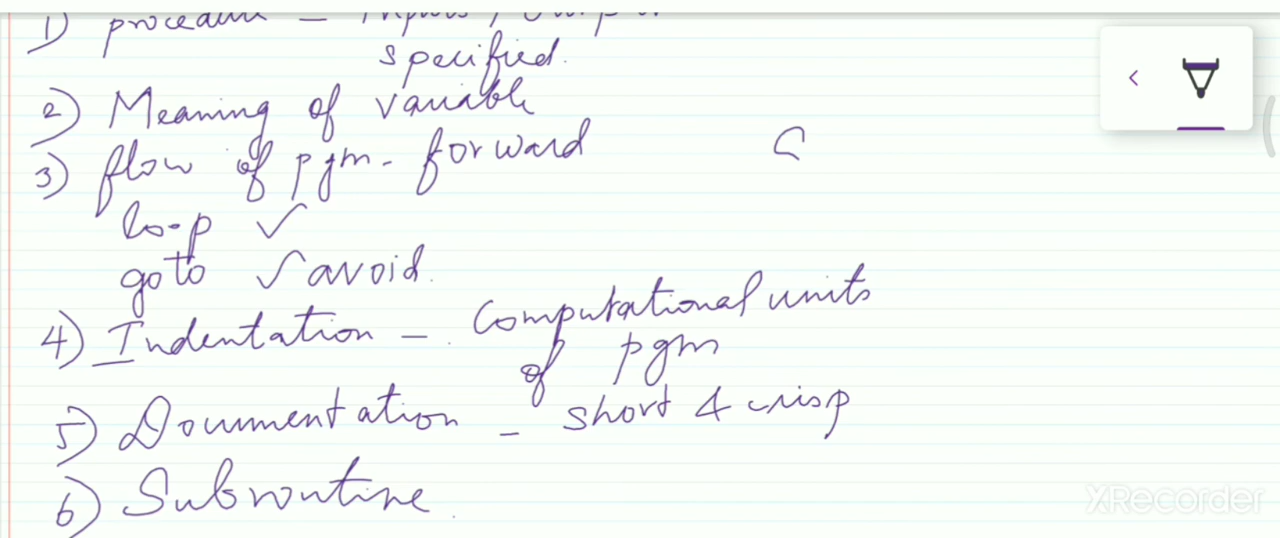 1) procedure –
specified.
2) Meaning of variable
3) flow of pgm - forward
loop ✓
goto ✓ avoid.
4) Indentation – Computational units
of pgm
5) Documentation – short & crisp
6) Subroutine
XRecorder